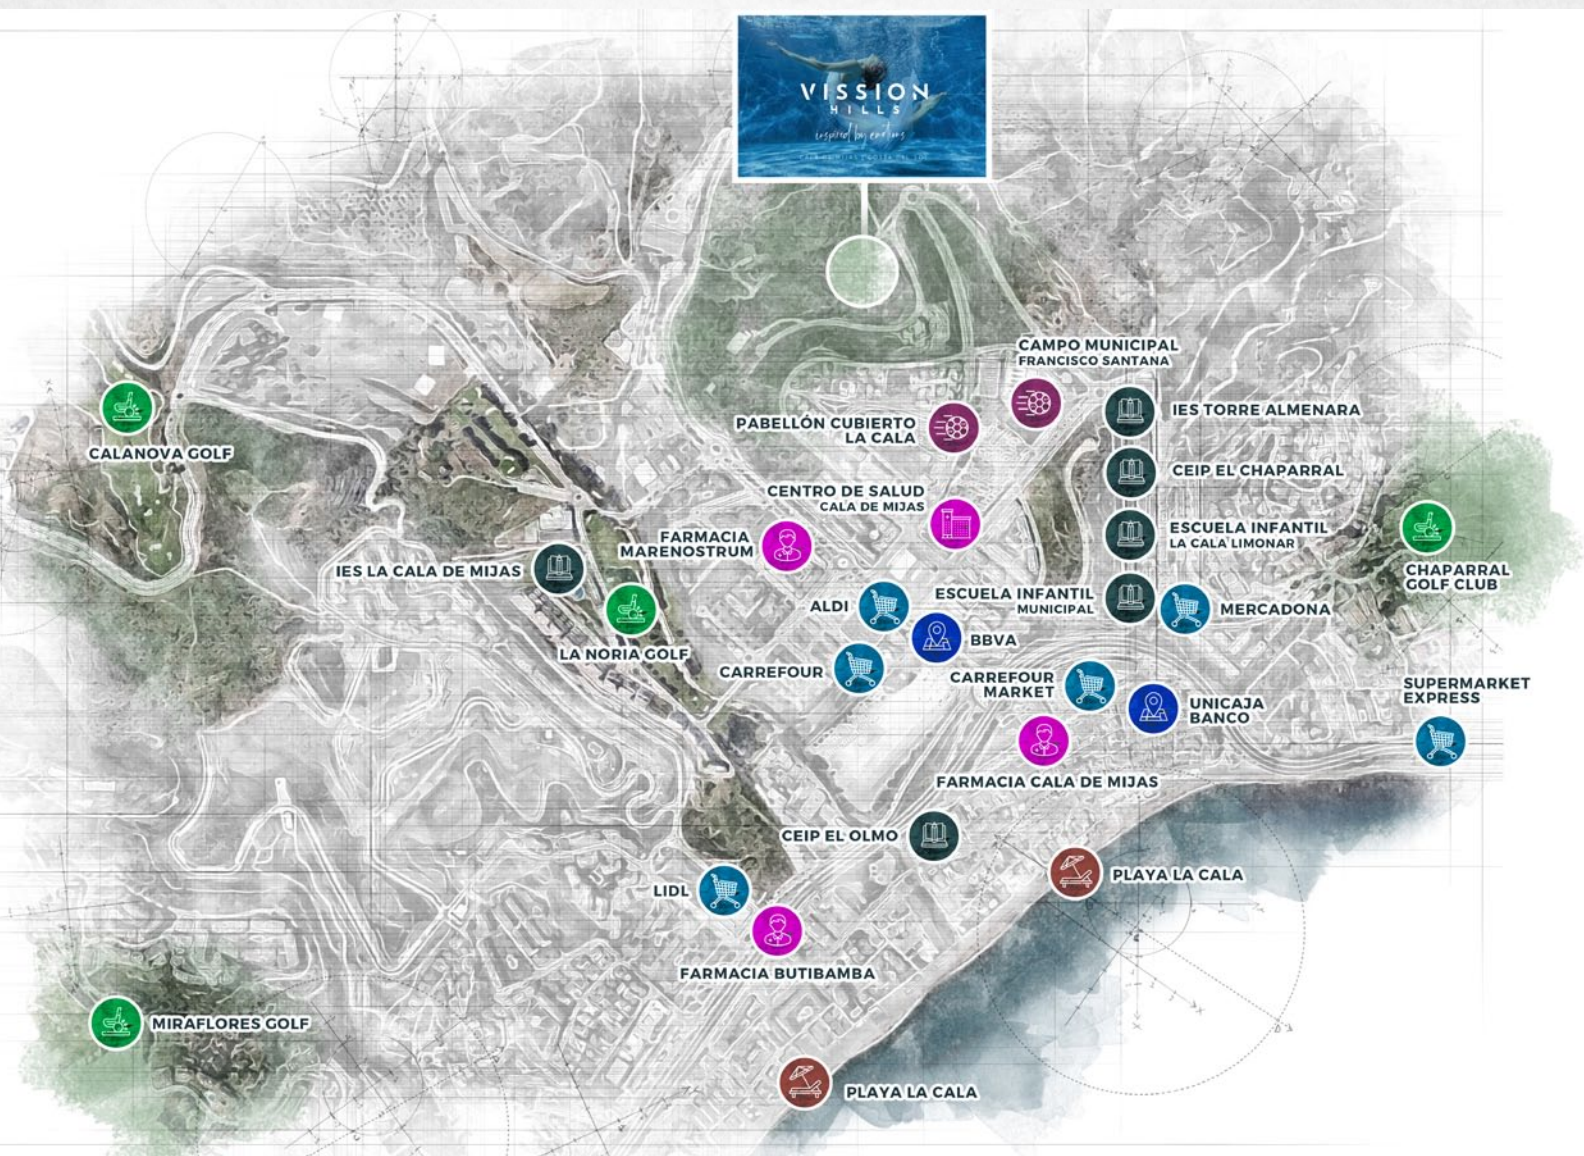 VISSION
HILLS
inspired by emotions
CAMPO MUNICIPAL
FRANCISCO SANTANA
PABELLÓN CUBIERTO
LA CALA
IES TORRE ALMENARA
CALANOVA GOLF
CEIP EL CHAPARRAL
CENTRO DE SALUD
CALA DE MIJAS
ESCUELA INFANTIL
LA CALA LIMONAR
FARMACIA
MARENOSTRUM
IES LA CALA DE MIJAS
CHAPARRAL
GOLF CLUB
ALDI
ESCUELA INFANTIL
MUNICIPAL
MERCADONA
BBVA
LA NORIA GOLF
CARREFOUR
CARREFOUR
MARKET
SUPERMARKET
EXPRESS
UNICAJA
BANCO
FARMACIA CALA DE MIJAS
CEIP EL OLMO
PLAYA LA CALA
LIDL
FARMACIA BUTIBAMBA
MIRAFLORES GOLF
PLAYA LA CALA